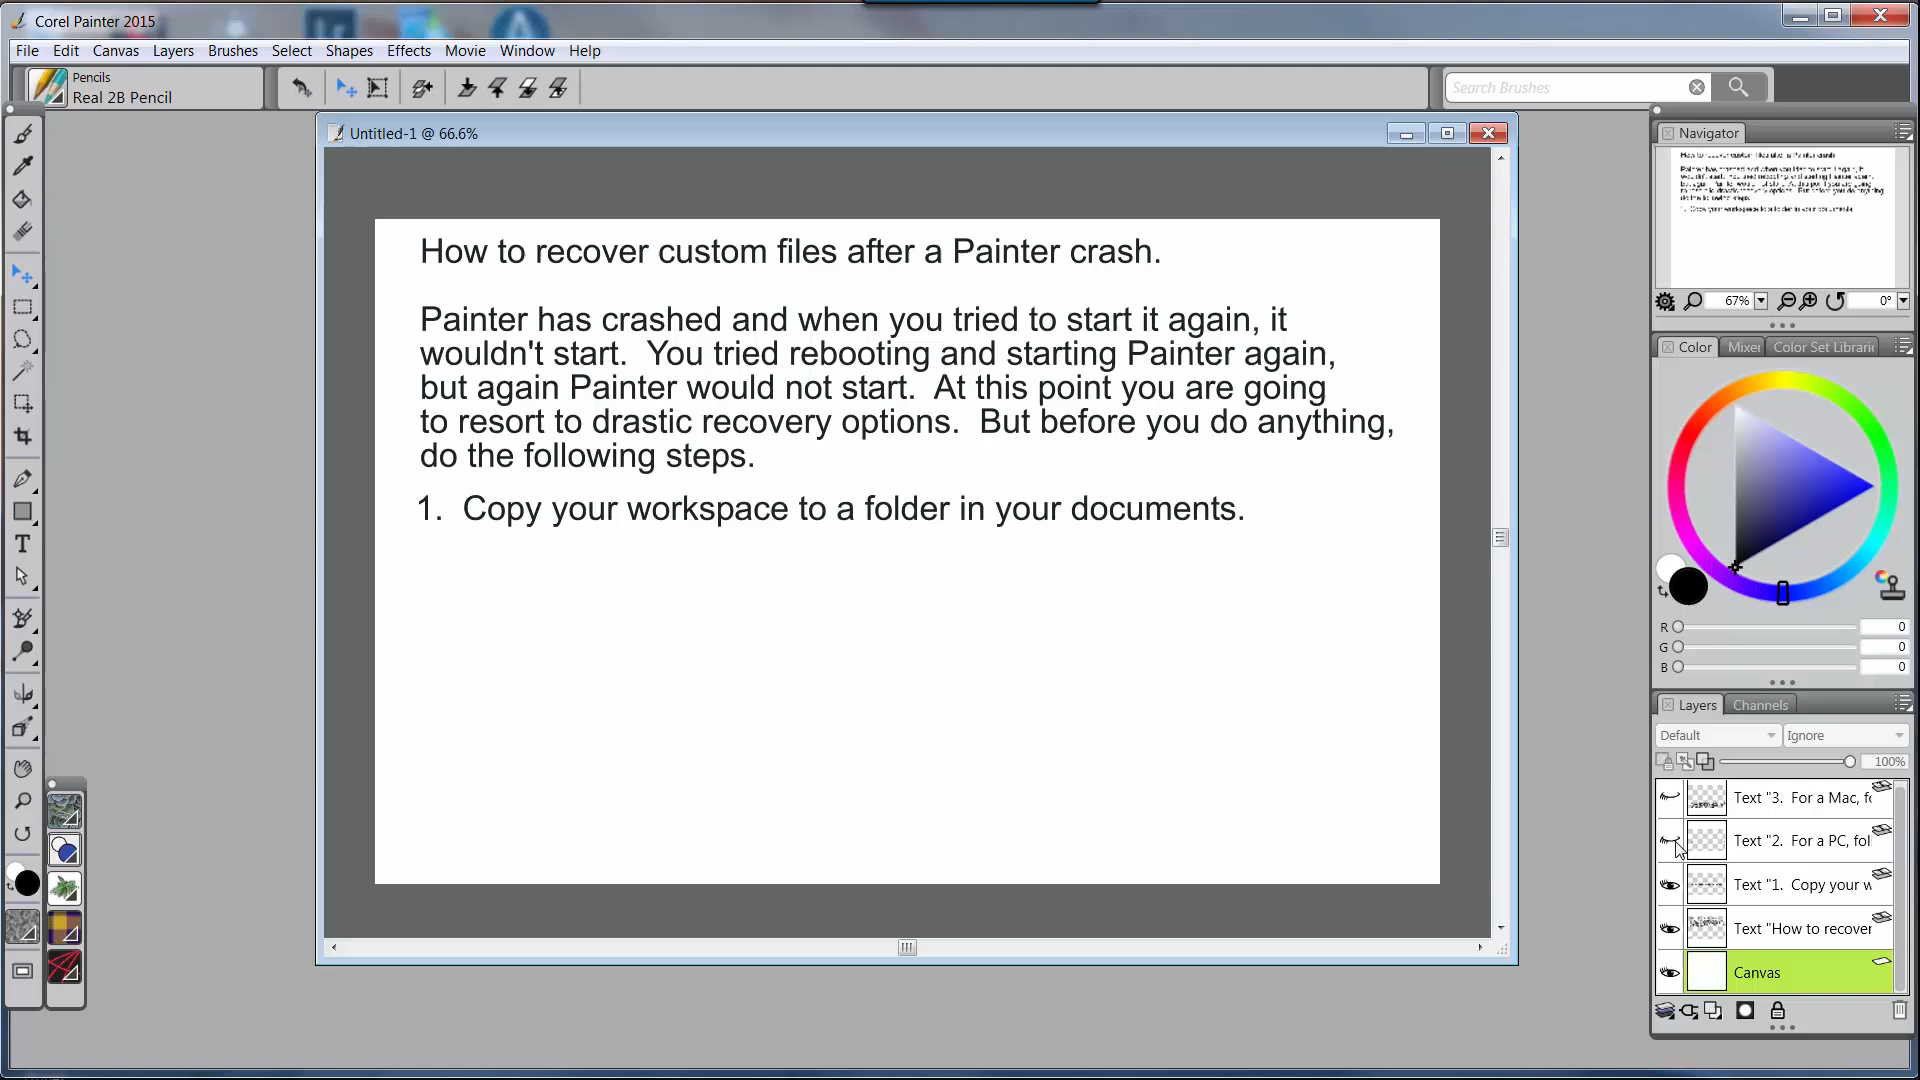 Corel Painter 2015
File Edit Canvas Layers Brushes Select Shapes Effects Movie Window Help
Pencils
Real 2B Pencil
Search Brushes
Untitled-1 @ 66.6%
How to recover custom files after a Painter crash.
Painter has crashed and when you tried to start it again, it
wouldn't start. You tried rebooting and starting Painter again,
but again Painter would not start. At this point you are going
to resort to drastic recovery options. But before you do anything,
do the following steps.
1. Copy your workspace to a folder in your documents.
Navigator
67% 0°
Color Mixer Color Set Librarie
R 0
G 0
B 0
Layers Channels
Default Ignore
100%
Text "3. For a Mac, fo
Text "2. For a PC, fol
Text "1. Copy your w
Text "How to recover
Canvas